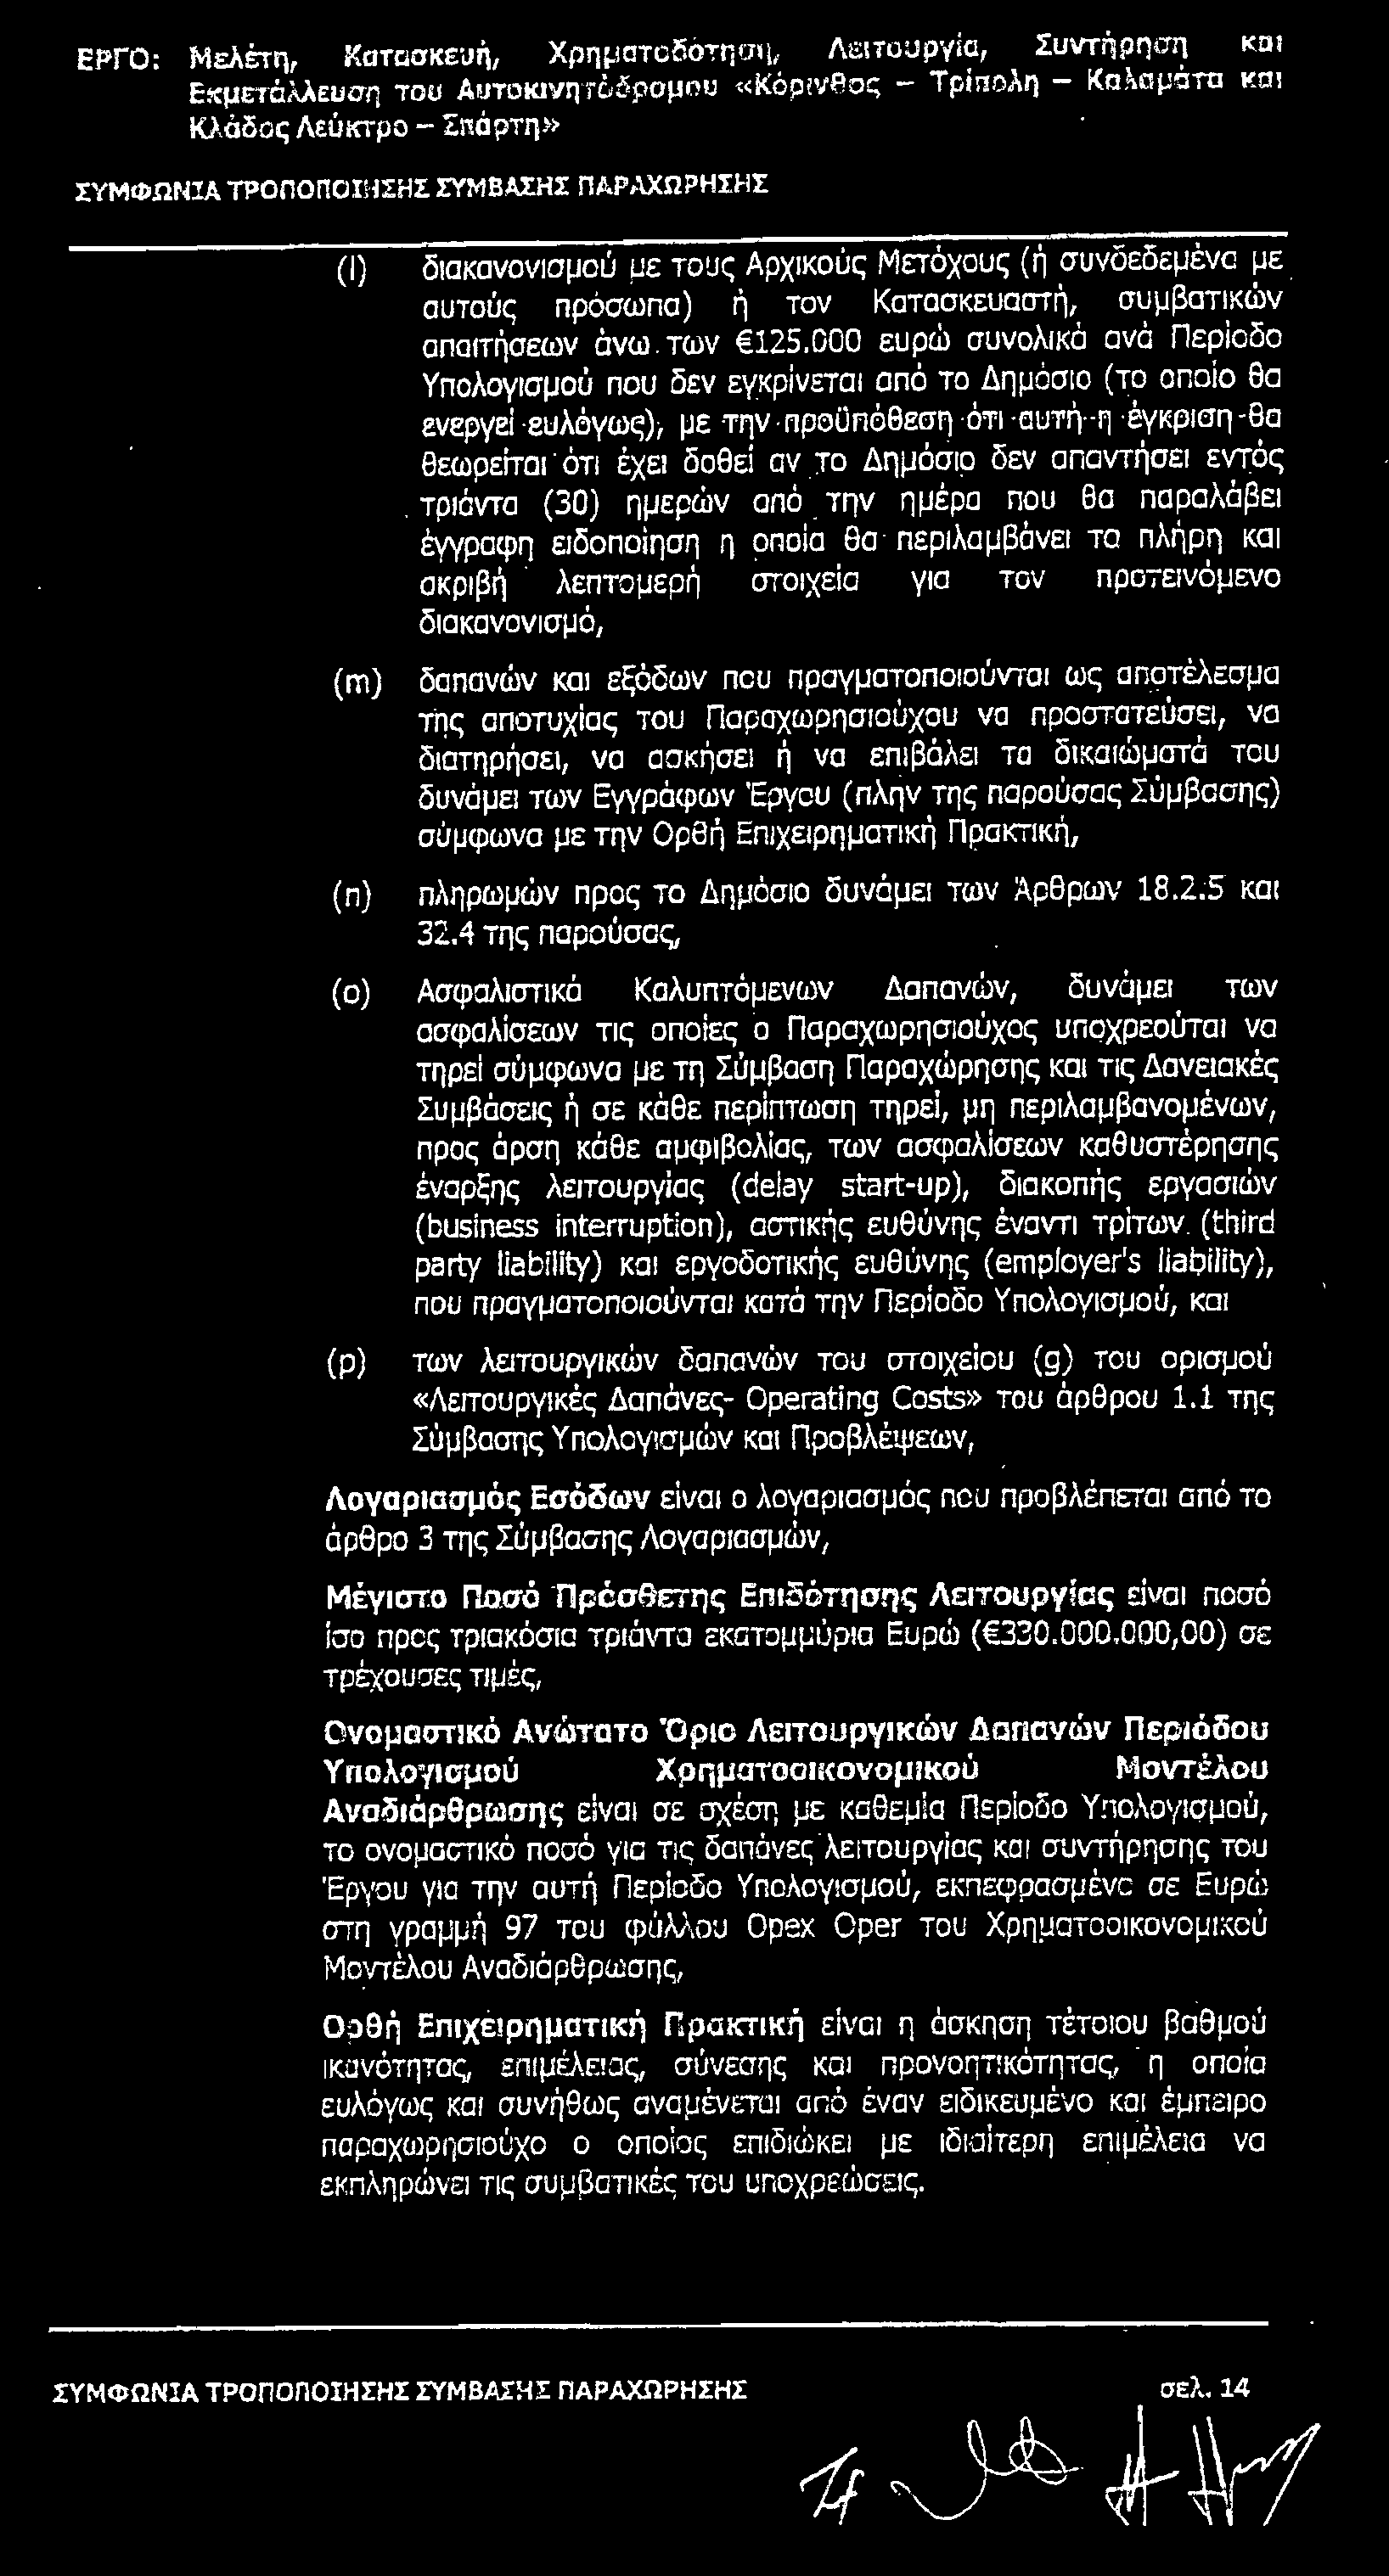 ΕΡΓΟ: Μελέτη, Κατασκευή, Χρηματοδότηση, Λειτουργία, Συντήρηση και
Εκμετάλλευση του Αυτοκινητόδρομου «Κόρινθος – Τρίπολη – Καλαμάτα και
Κλάδος Λεύκτρο – Σπάρτη»
ΣΥΜΦΩΝΙΑ ΤΡΟΠΟΠΟΙΗΣΗΣ ΣΥΜΒΑΣΗΣ ΠΑΡΑΧΩΡΗΣΗΣ
(l) διακανονισμού με τους Αρχικούς Μετόχους (ή συνδεδεμένα με
αυτούς πρόσωπα) ή τον Κατασκευαστή, συμβατικών
απαιτήσεων άνω των €125.000 ευρώ συνολικά ανά Περίοδο
Υπολογισμού που δεν εγκρίνεται από το Δημόσιο (το οποίο θα
ενεργεί ευλόγως), με την προϋπόθεση ότι αυτή η έγκριση θα
θεωρείται ότι έχει δοθεί αν το Δημόσιο δεν απαντήσει εντός
τριάντα (30) ημερών από την ημέρα που θα παραλάβει
έγγραφη ειδοποίηση η οποία θα περιλαμβάνει τα πλήρη και
ακριβή λεπτομερή στοιχεία για τον προτεινόμενο
διακανονισμό,
(m) δαπανών και εξόδων που πραγματοποιούνται ως αποτέλεσμα
της αποτυχίας του Παραχωρησιούχου να προστατεύσει, να
διατηρήσει, να ασκήσει ή να επιβάλει τα δικαιώματά του
δυνάμει των Εγγράφων Έργου (πλην της παρούσας Σύμβασης)
σύμφωνα με την Ορθή Επιχειρηματική Πρακτική,
(n) πληρωμών προς το Δημόσιο δυνάμει των Άρθρων 18.2.5 και
32.4 της παρούσας,
(o) Ασφαλιστικά Καλυπτόμενων Δαπανών, δυνάμει των
ασφαλίσεων τις οποίες ο Παραχωρησιούχος υποχρεούται να
τηρεί σύμφωνα με τη Σύμβαση Παραχώρησης και τις Δανειακές
Συμβάσεις ή σε κάθε περίπτωση τηρεί, μη περιλαμβανομένων,
προς άρση κάθε αμφιβολίας, των ασφαλίσεων καθυστέρησης
έναρξης λειτουργίας (delay start-up), διακοπής εργασιών
(business interruption), αστικής ευθύνης έναντι τρίτων (third
party liability) και εργοδοτικής ευθύνης (employer's liability),
που πραγματοποιούνται κατά την Περίοδο Υπολογισμού, και
(p) των λειτουργικών δαπανών του στοιχείου (g) του ορισμού
«Λειτουργικές Δαπάνες- Operating Costs» του άρθρου 1.1 της
Σύμβασης Υπολογισμών και Προβλέψεων,
Λογαριασμός Εσόδων είναι ο λογαριασμός που προβλέπεται από το
άρθρο 3 της Σύμβασης Λογαριασμών,
Μέγιστο Ποσό Πρόσθετης Επιδότησης Λειτουργίας είναι ποσό
ίσο προς τριακόσια τριάντα εκατομμύρια Ευρώ (€330.000.000,00) σε
τρέχουσες τιμές,
Ονομαστικό Ανώτατο Όριο Λειτουργικών Δαπανών Περιόδου
Υπολογισμού Χρηματοοικονομικού Μοντέλου
Αναδιάρθρωσης είναι σε σχέση με καθεμία Περίοδο Υπολογισμού,
το ονομαστικό ποσό για τις δαπάνες λειτουργίας και συντήρησης του
Έργου για την αυτή Περίοδο Υπολογισμού, εκπεφρασμένο σε Ευρώ
στη γραμμή 97 του φύλλου Opex Oper του Χρηματοοικονομικού
Μοντέλου Αναδιάρθρωσης,
Ορθή Επιχειρηματική Πρακτική είναι η άσκηση τέτοιου βαθμού
ικανότητας, επιμέλειας, σύνεσης και προνοητικότητας, η οποία
ευλόγως και συνήθως αναμένεται από έναν ειδικευμένο και έμπειρο
παραχωρησιούχο ο οποίος επιδιώκει με ιδιαίτερη επιμέλεια να
εκπληρώνει τις συμβατικές του υποχρεώσεις.
ΣΥΜΦΩΝΙΑ ΤΡΟΠΟΠΟΙΗΣΗΣ ΣΥΜΒΑΣΗΣ ΠΑΡΑΧΩΡΗΣΗΣ σελ. 14